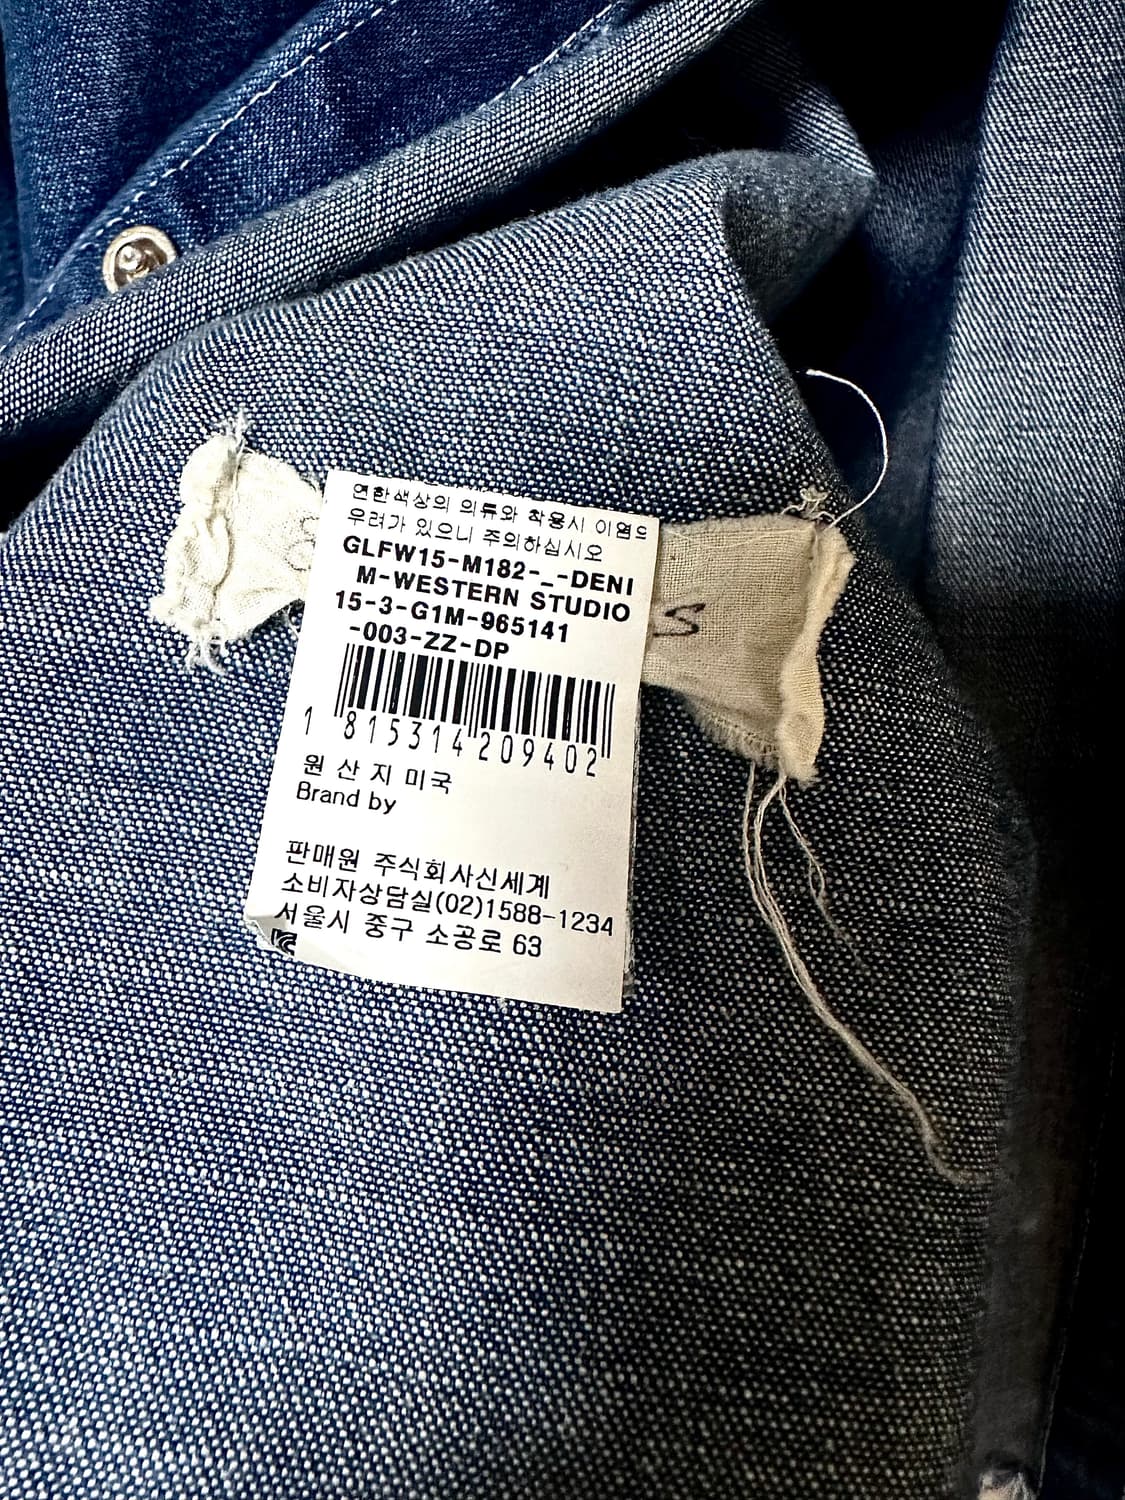 연한색상의 의류와 착용시 이염으
우려가 있으니 주의하십시오
GLFW15-M182-_-DENI
M-WESTERN STUDIO
15-3-G1M-965141
-003-ZZ-DP
1 815314 209402
원 산 지 미국
Brand by
판매원 주식회사신세계
소비자상담실(02)1588-1234
서울시 중구 소공로 63
S